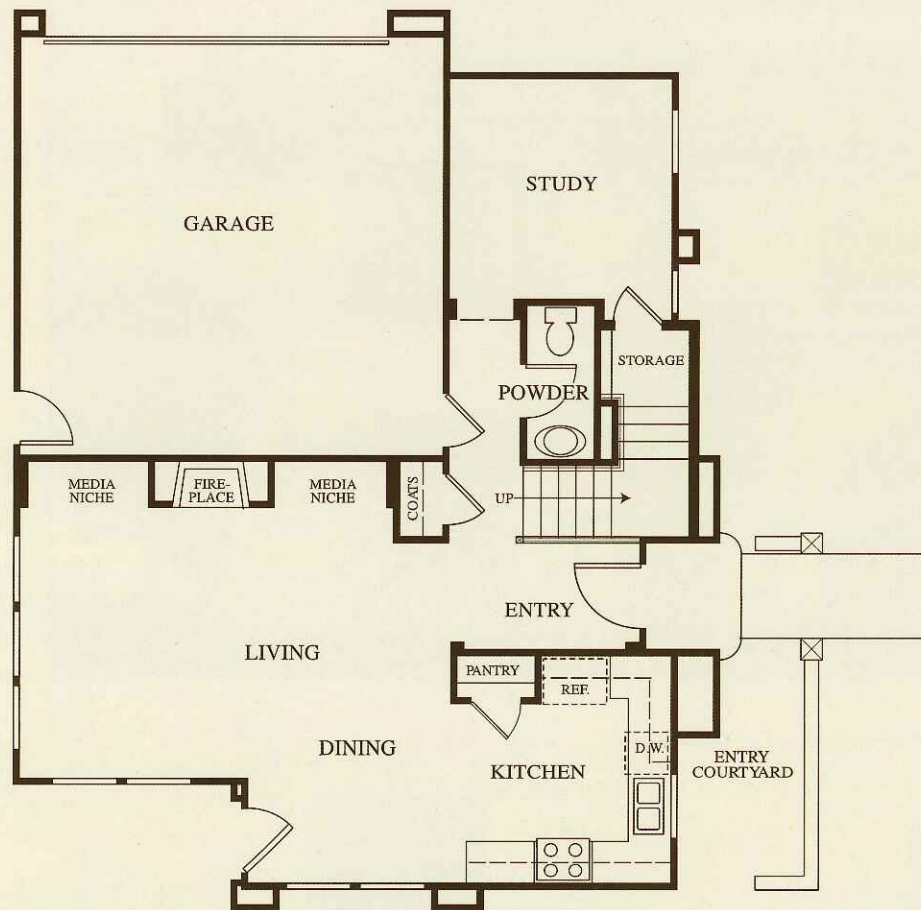 STUDY
GARAGE
STORAGE
POWDER
MEDIA
NICHE
FIRE-
PLACE
MEDIA
NICHE
COATS
UP
ENTRY
LIVING
PANTRY
REF.
DINING
D.W.
KITCHEN
ENTRY
COURTYARD